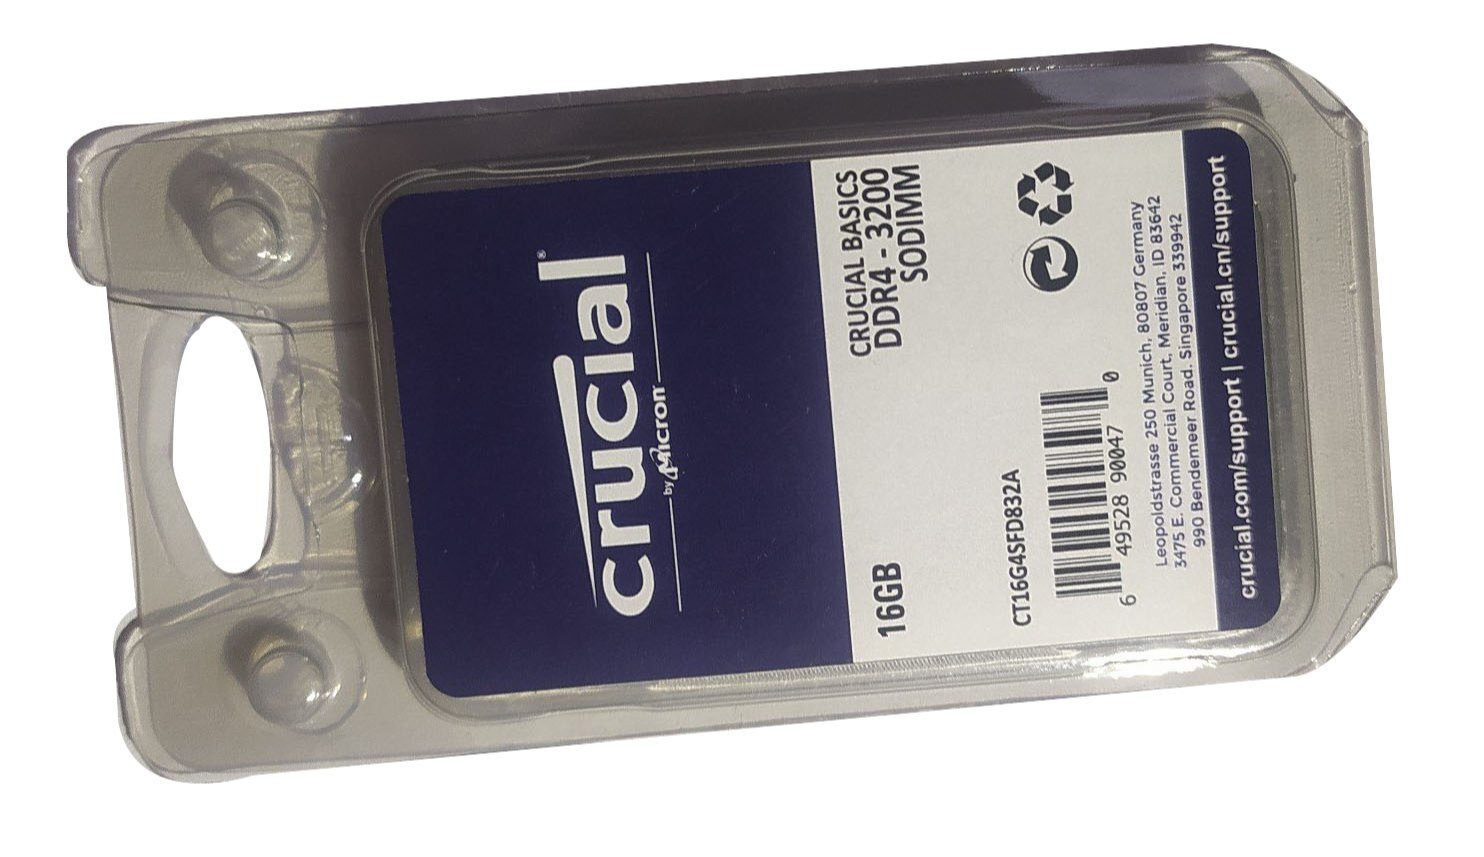 crucial®
by Micron
CRUCIAL BASICS
DDR4 - 3200
SODIMM
16GB
CT16G4SFD832A
6 49528 90047 0
Leopoldstrasse 250 Munich, 80807 Germany
3475 E. Commercial Court, Meridian, ID 83642
990 Bendemeer Road. Singapore 339942
crucial.com/support | crucial.cn/support